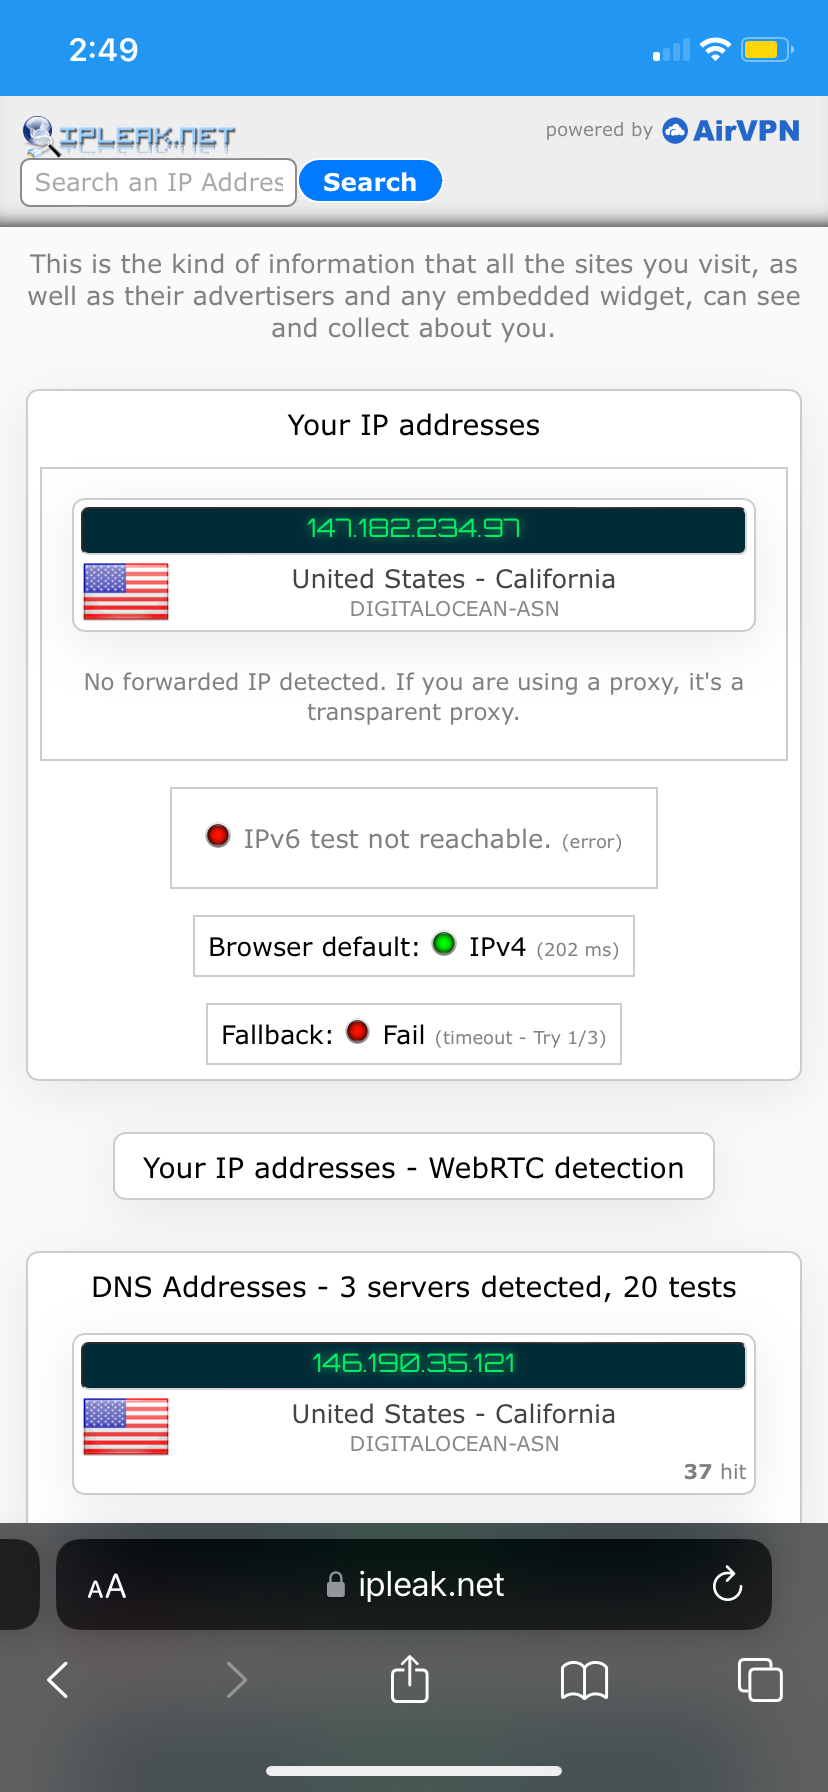 2:49
IPLEAK.NET
powered by AirVPN
Search an IP Addres
Search
This is the kind of information that all the sites you visit, as
well as their advertisers and any embedded widget, can see
and collect about you.
Your IP addresses
147.182.234.97
United States - California
DIGITALOCEAN-ASN
No forwarded IP detected. If you are using a proxy, it's a
transparent proxy.
IPv6 test not reachable. (error)
Browser default: IPv4 (202 ms)
Fallback: Fail (timeout - Try 1/3)
Your IP addresses - WebRTC detection
DNS Addresses - 3 servers detected, 20 tests
146.190.35.121
United States - California
DIGITALOCEAN-ASN
37 hit
AA
ipleak.net